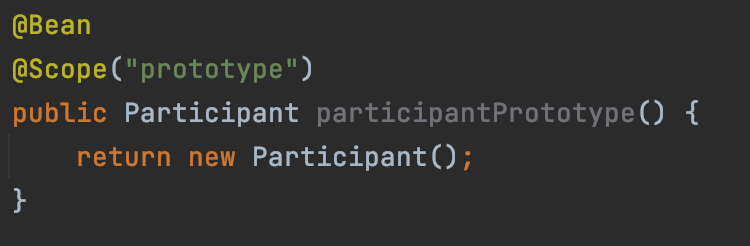 @Bean
@Scope("prototype")
public Participant participantPrototype() {
    return new Participant();
}